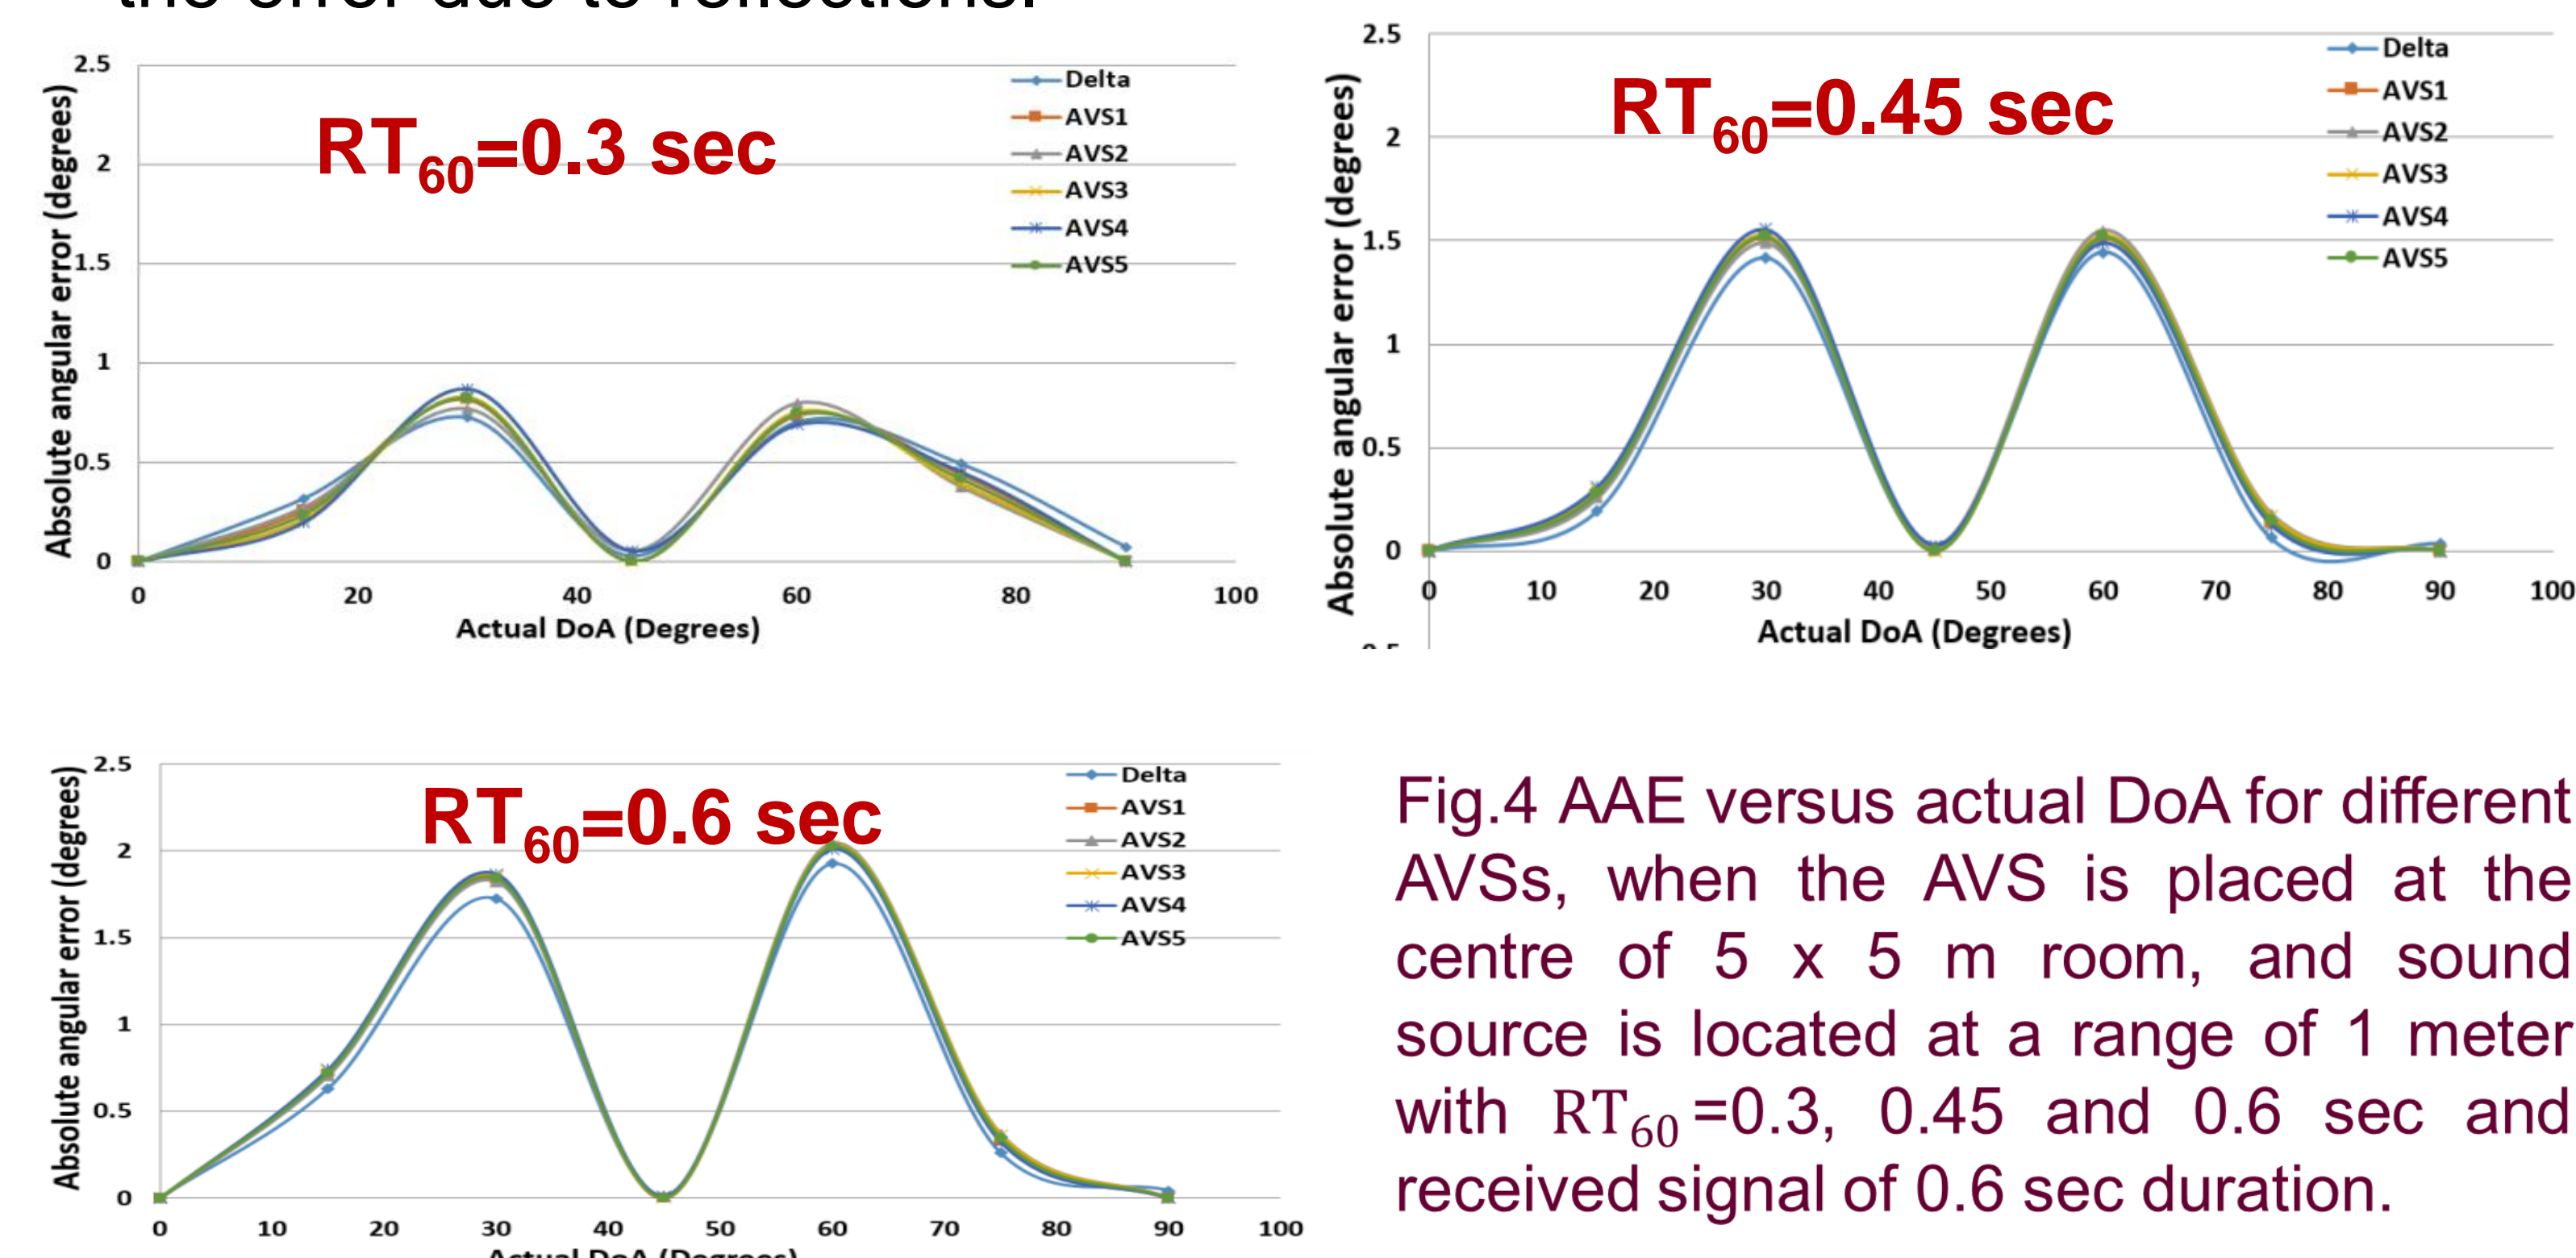 the error due to reflections.
2.5
2
1.5
1
0.5
0
Absolute angular error (degrees)
RT60=0.3 sec
Delta
AVS1
AVS2
AVS3
AVS4
AVS5
0 20 40 60 80 100
Actual DoA (Degrees)
2.5
2
1.5
1
0.5
0
Absolute angular error (degrees)
RT60=0.45 sec
Delta
AVS1
AVS2
AVS3
AVS4
AVS5
0 10 20 30 40 50 60 70 80 90 100
Actual DoA (Degrees)
2.5
2
1.5
1
0.5
0
Absolute angular error (degrees)
RT60=0.6 sec
Delta
AVS1
AVS2
AVS3
AVS4
AVS5
0 10 20 30 40 50 60 70 80 90 100
Actual DoA (Degrees)
Fig.4 AAE versus actual DoA for different
AVSs, when the AVS is placed at the
centre of 5 x 5 m room, and sound
source is located at a range of 1 meter
with RT60=0.3, 0.45 and 0.6 sec and
received signal of 0.6 sec duration.